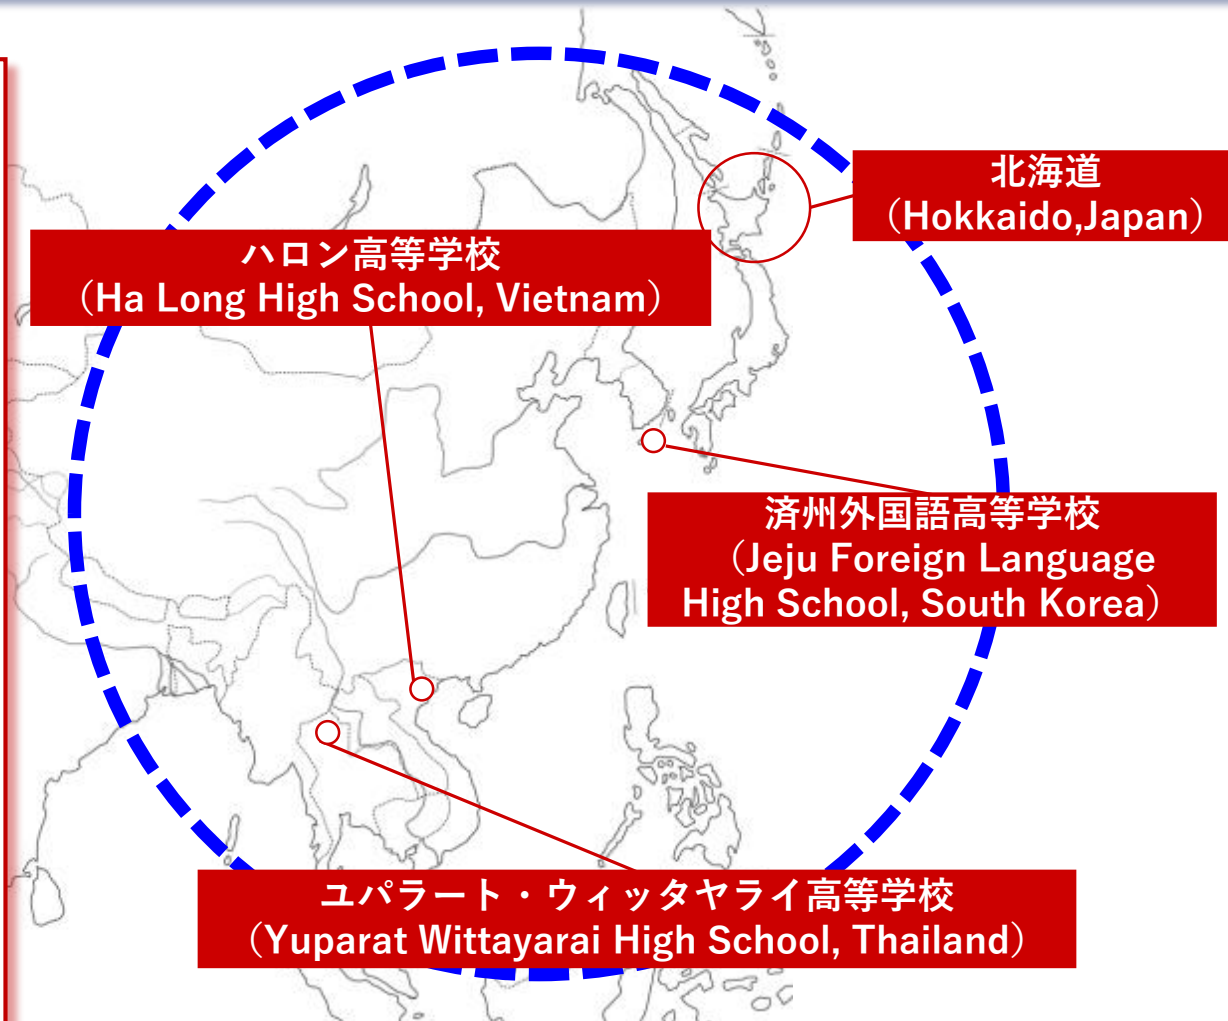 北海道
（Hokkaido,Japan）
ハロン高等学校
（Ha Long High School, Vietnam）
済州外国語高等学校
（Jeju Foreign Language
High School, South Korea）
ユパラート・ウィッタヤライ高等学校
（Yuparat Wittayarai High School, Thailand）